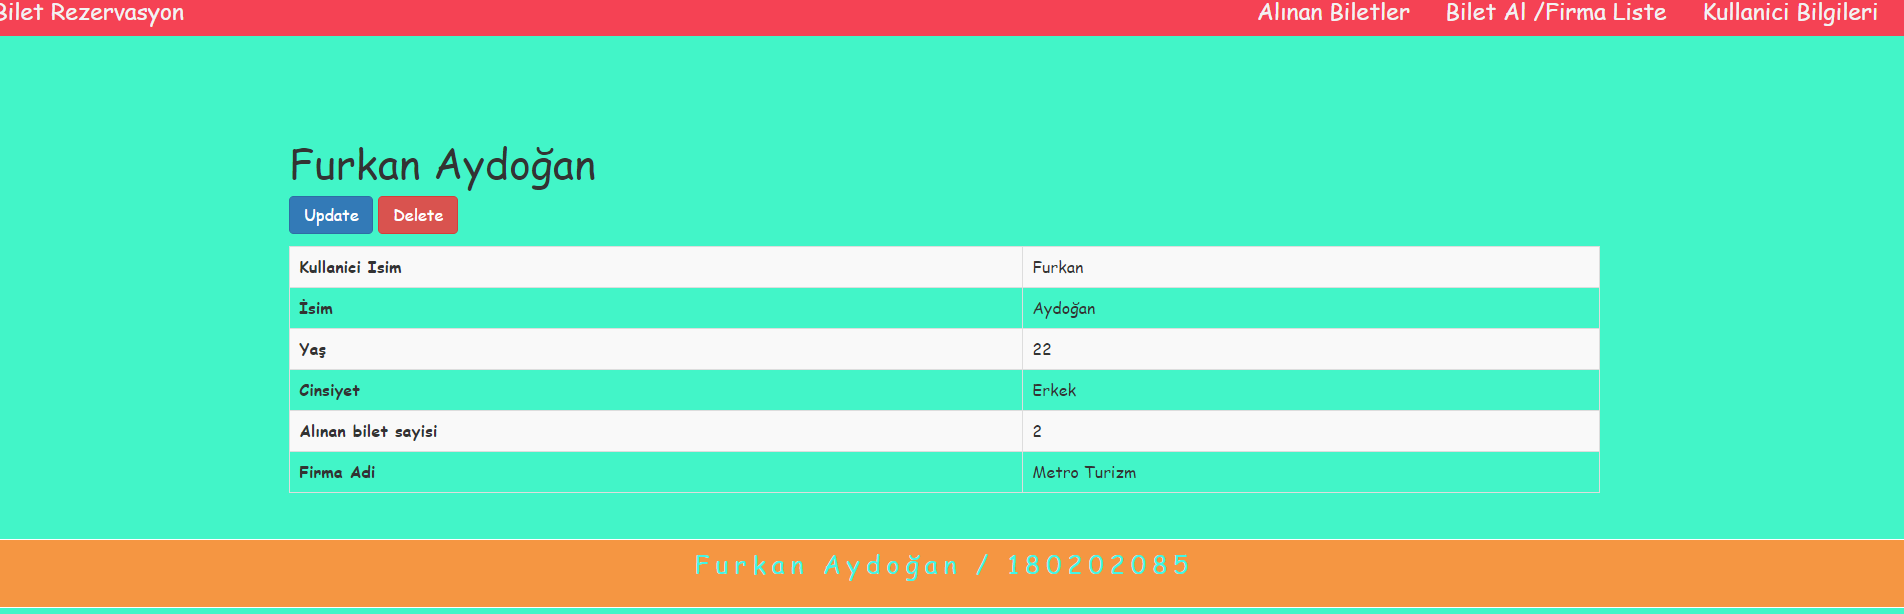 Bilet Rezervasyon Alınan Biletler Bilet Al /Firma Liste Kullanici Bilgileri
Furkan Aydoğan
Update Delete
Kullanici Isim Furkan
İsim Aydoğan
Yaş 22
Cinsiyet Erkek
Alınan bilet sayisi 2
Firma Adi Metro Turizm
Furkan Aydoğan / 180202085